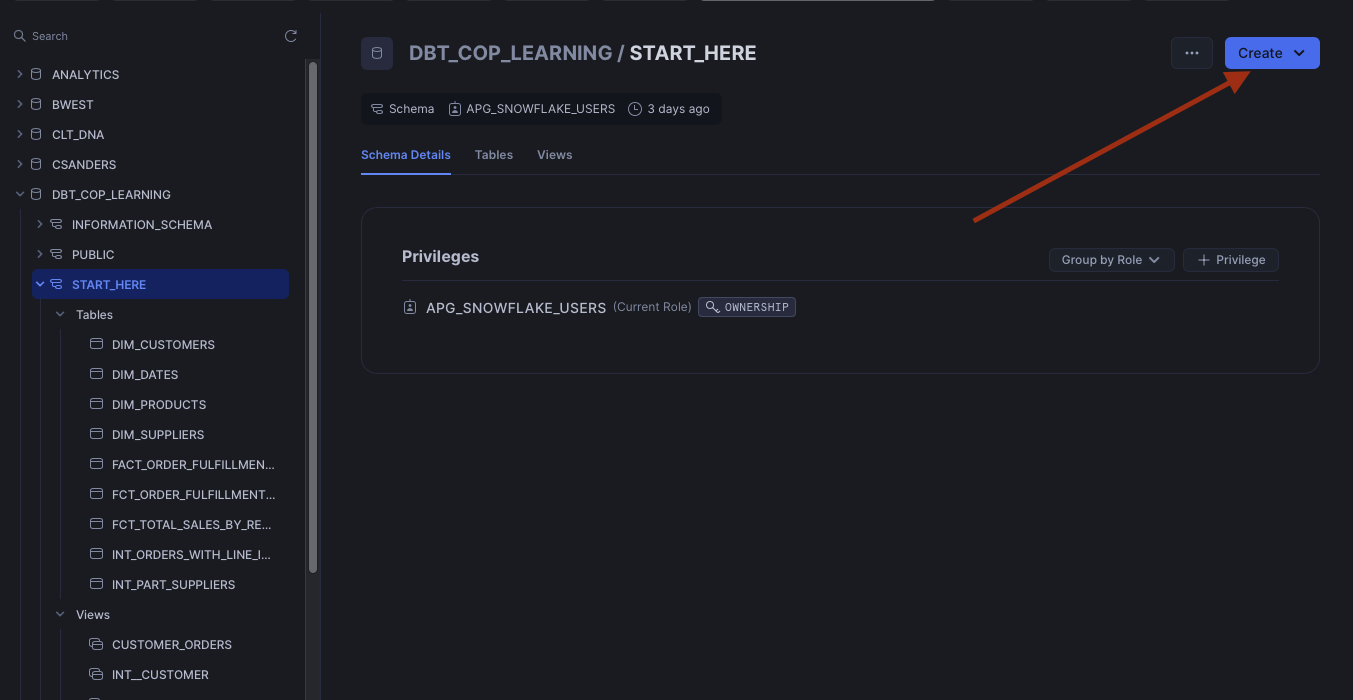 Search
ANALYTICS
BWEST
CLT_DNA
CSANDERS
DBT_COP_LEARNING
INFORMATION_SCHEMA
PUBLIC
START_HERE
Tables
DIM_CUSTOMERS
DIM_DATES
DIM_PRODUCTS
DIM_SUPPLIERS
FACT_ORDER_FULFILLMEN...
FCT_ORDER_FULFILLMENT...
FCT_TOTAL_SALES_BY_RE...
INT_ORDERS_WITH_LINE_I...
INT_PART_SUPPLIERS
Views
CUSTOMER_ORDERS
INT__CUSTOMER
DBT_COP_LEARNING / START_HERE
... Create
Schema APG_SNOWFLAKE_USERS 3 days ago
Schema Details Tables Views
Privileges
Group by Role + Privilege
APG_SNOWFLAKE_USERS (Current Role) OWNERSHIP